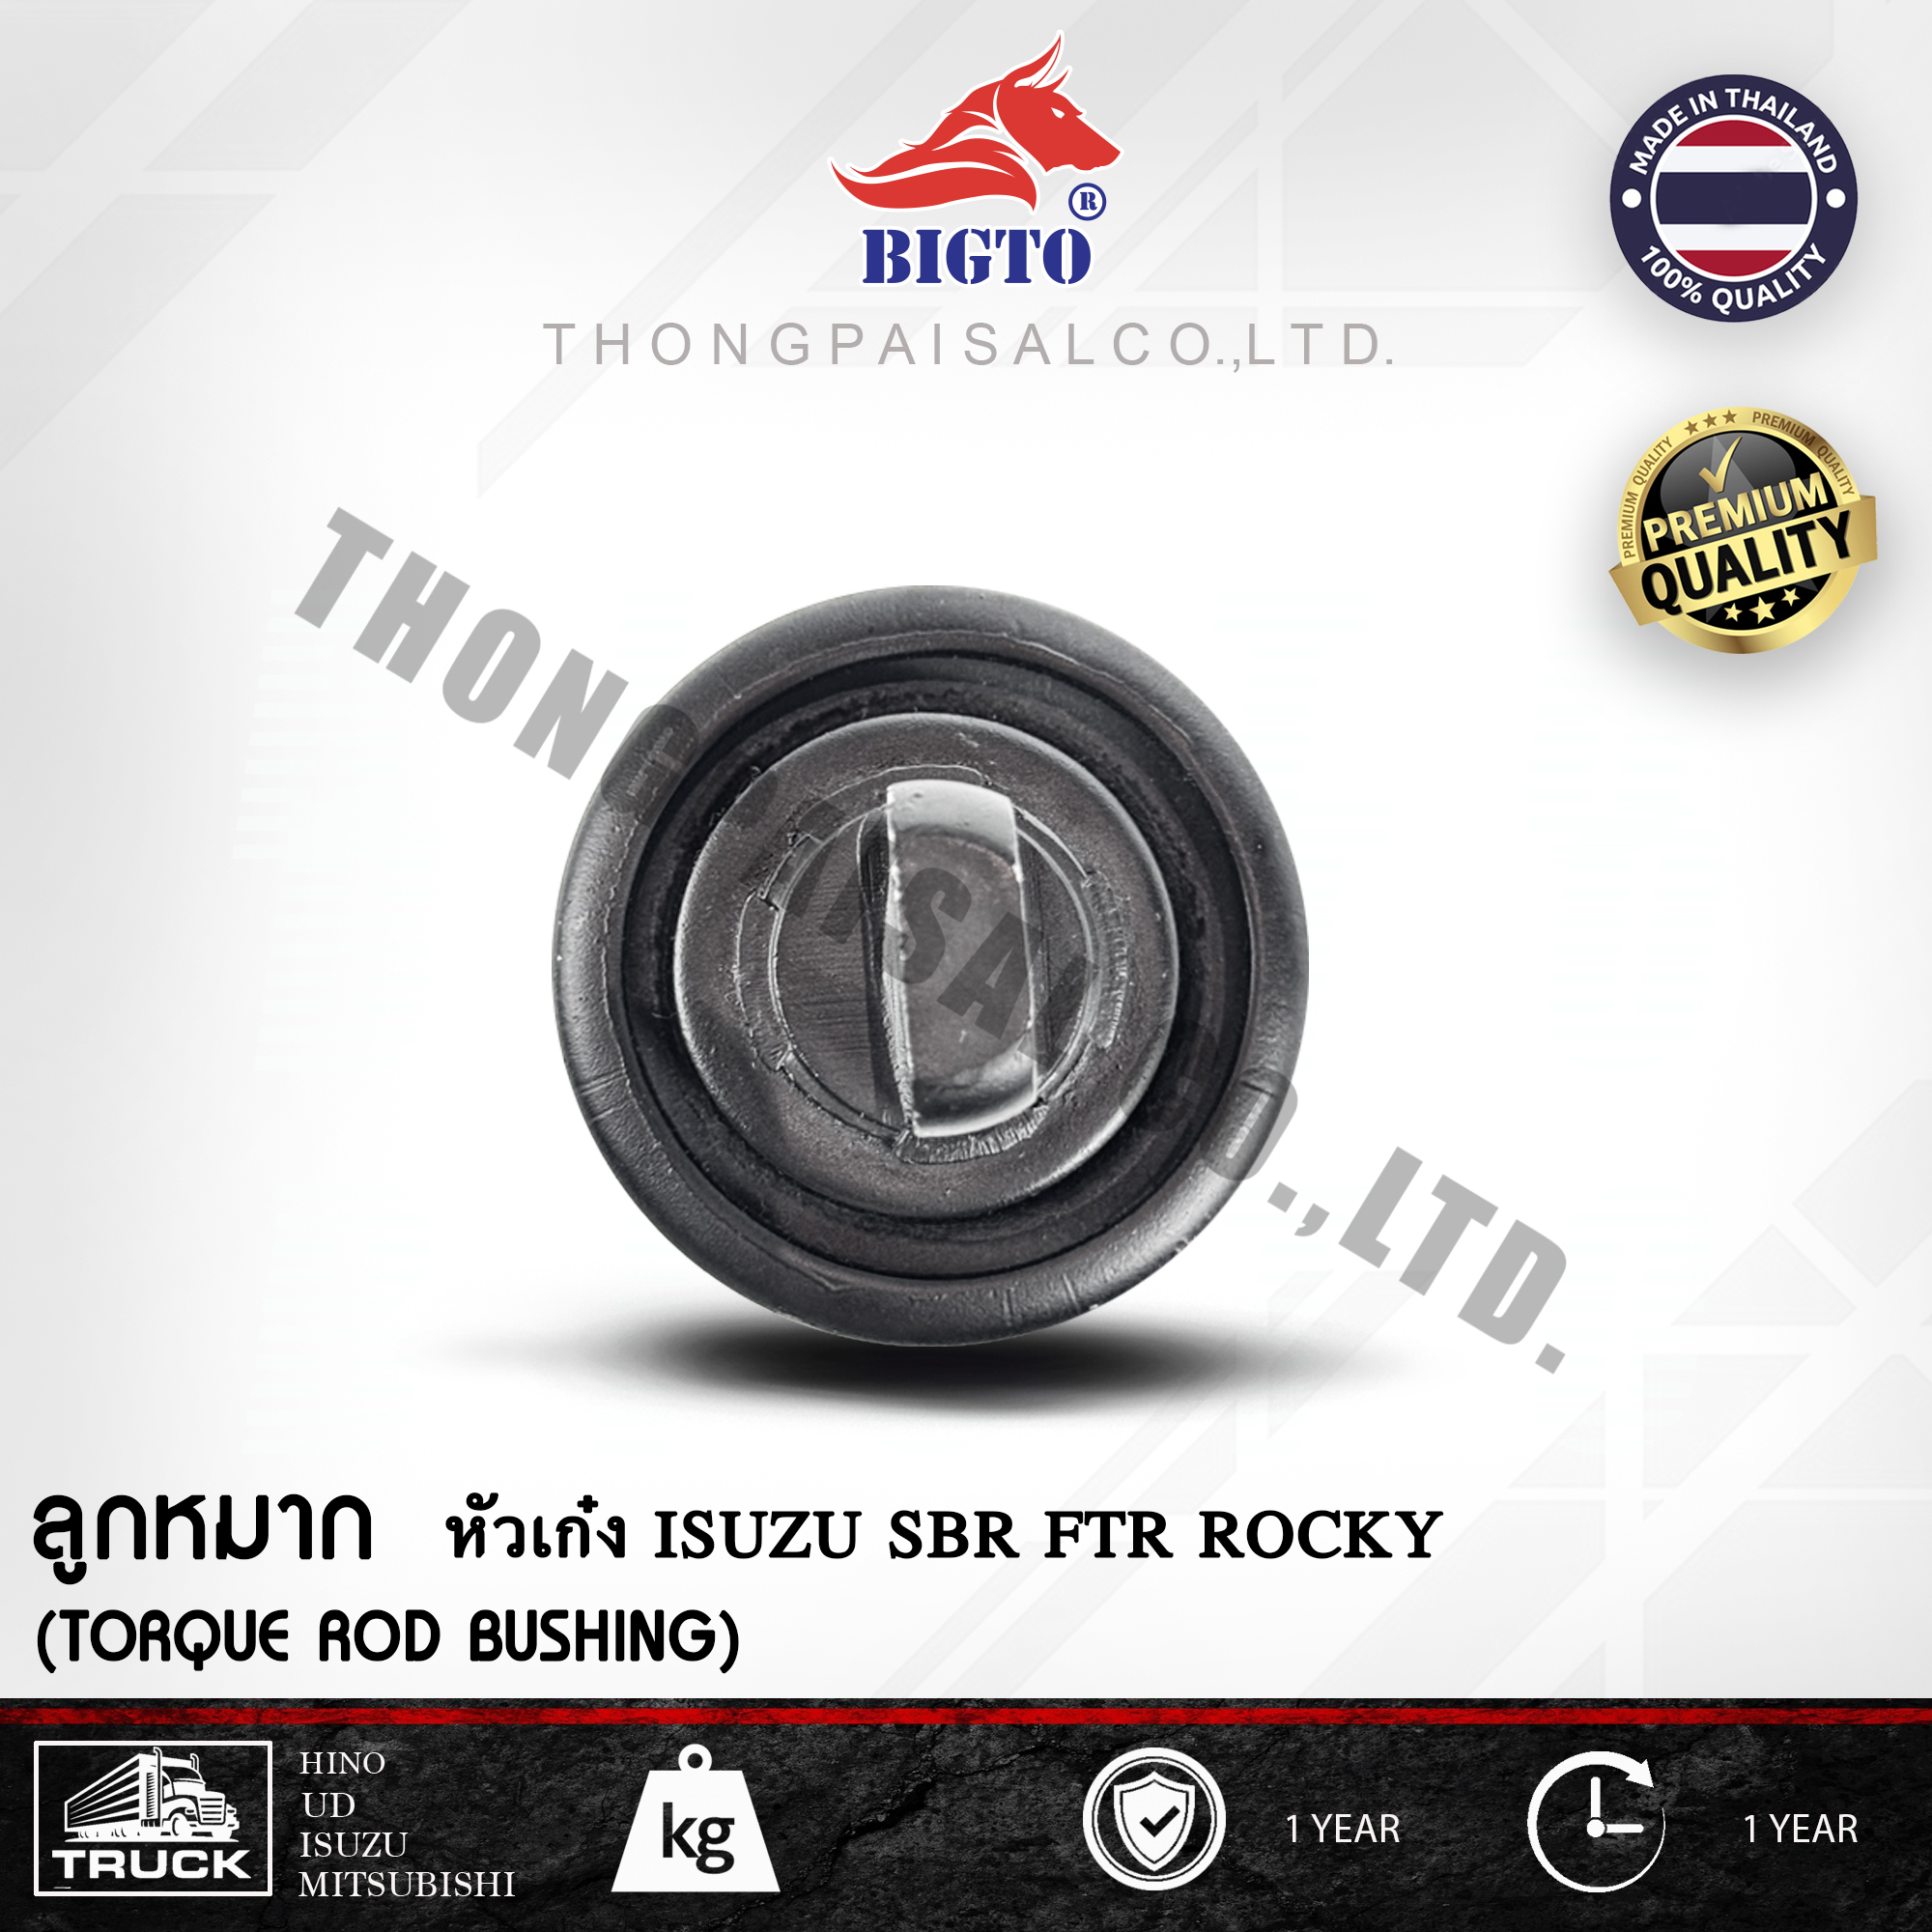 BIGTO
®
THONGPAISALCO.,LTD.
MADE IN THAILAND
100% QUALITY
PREMIUM QUALITY ★★★ PREMIUM QUALITY
PREMIUM
QUALITY
THONGPAISAL CO.,LTD.
ลูกหมาก หัวเก๋ง ISUZU SBR FTR ROCKY
(TORQUE ROD BUSHING)
TRUCK
HINO
UD
ISUZU
MITSUBISHI
kg
1 YEAR
1 YEAR